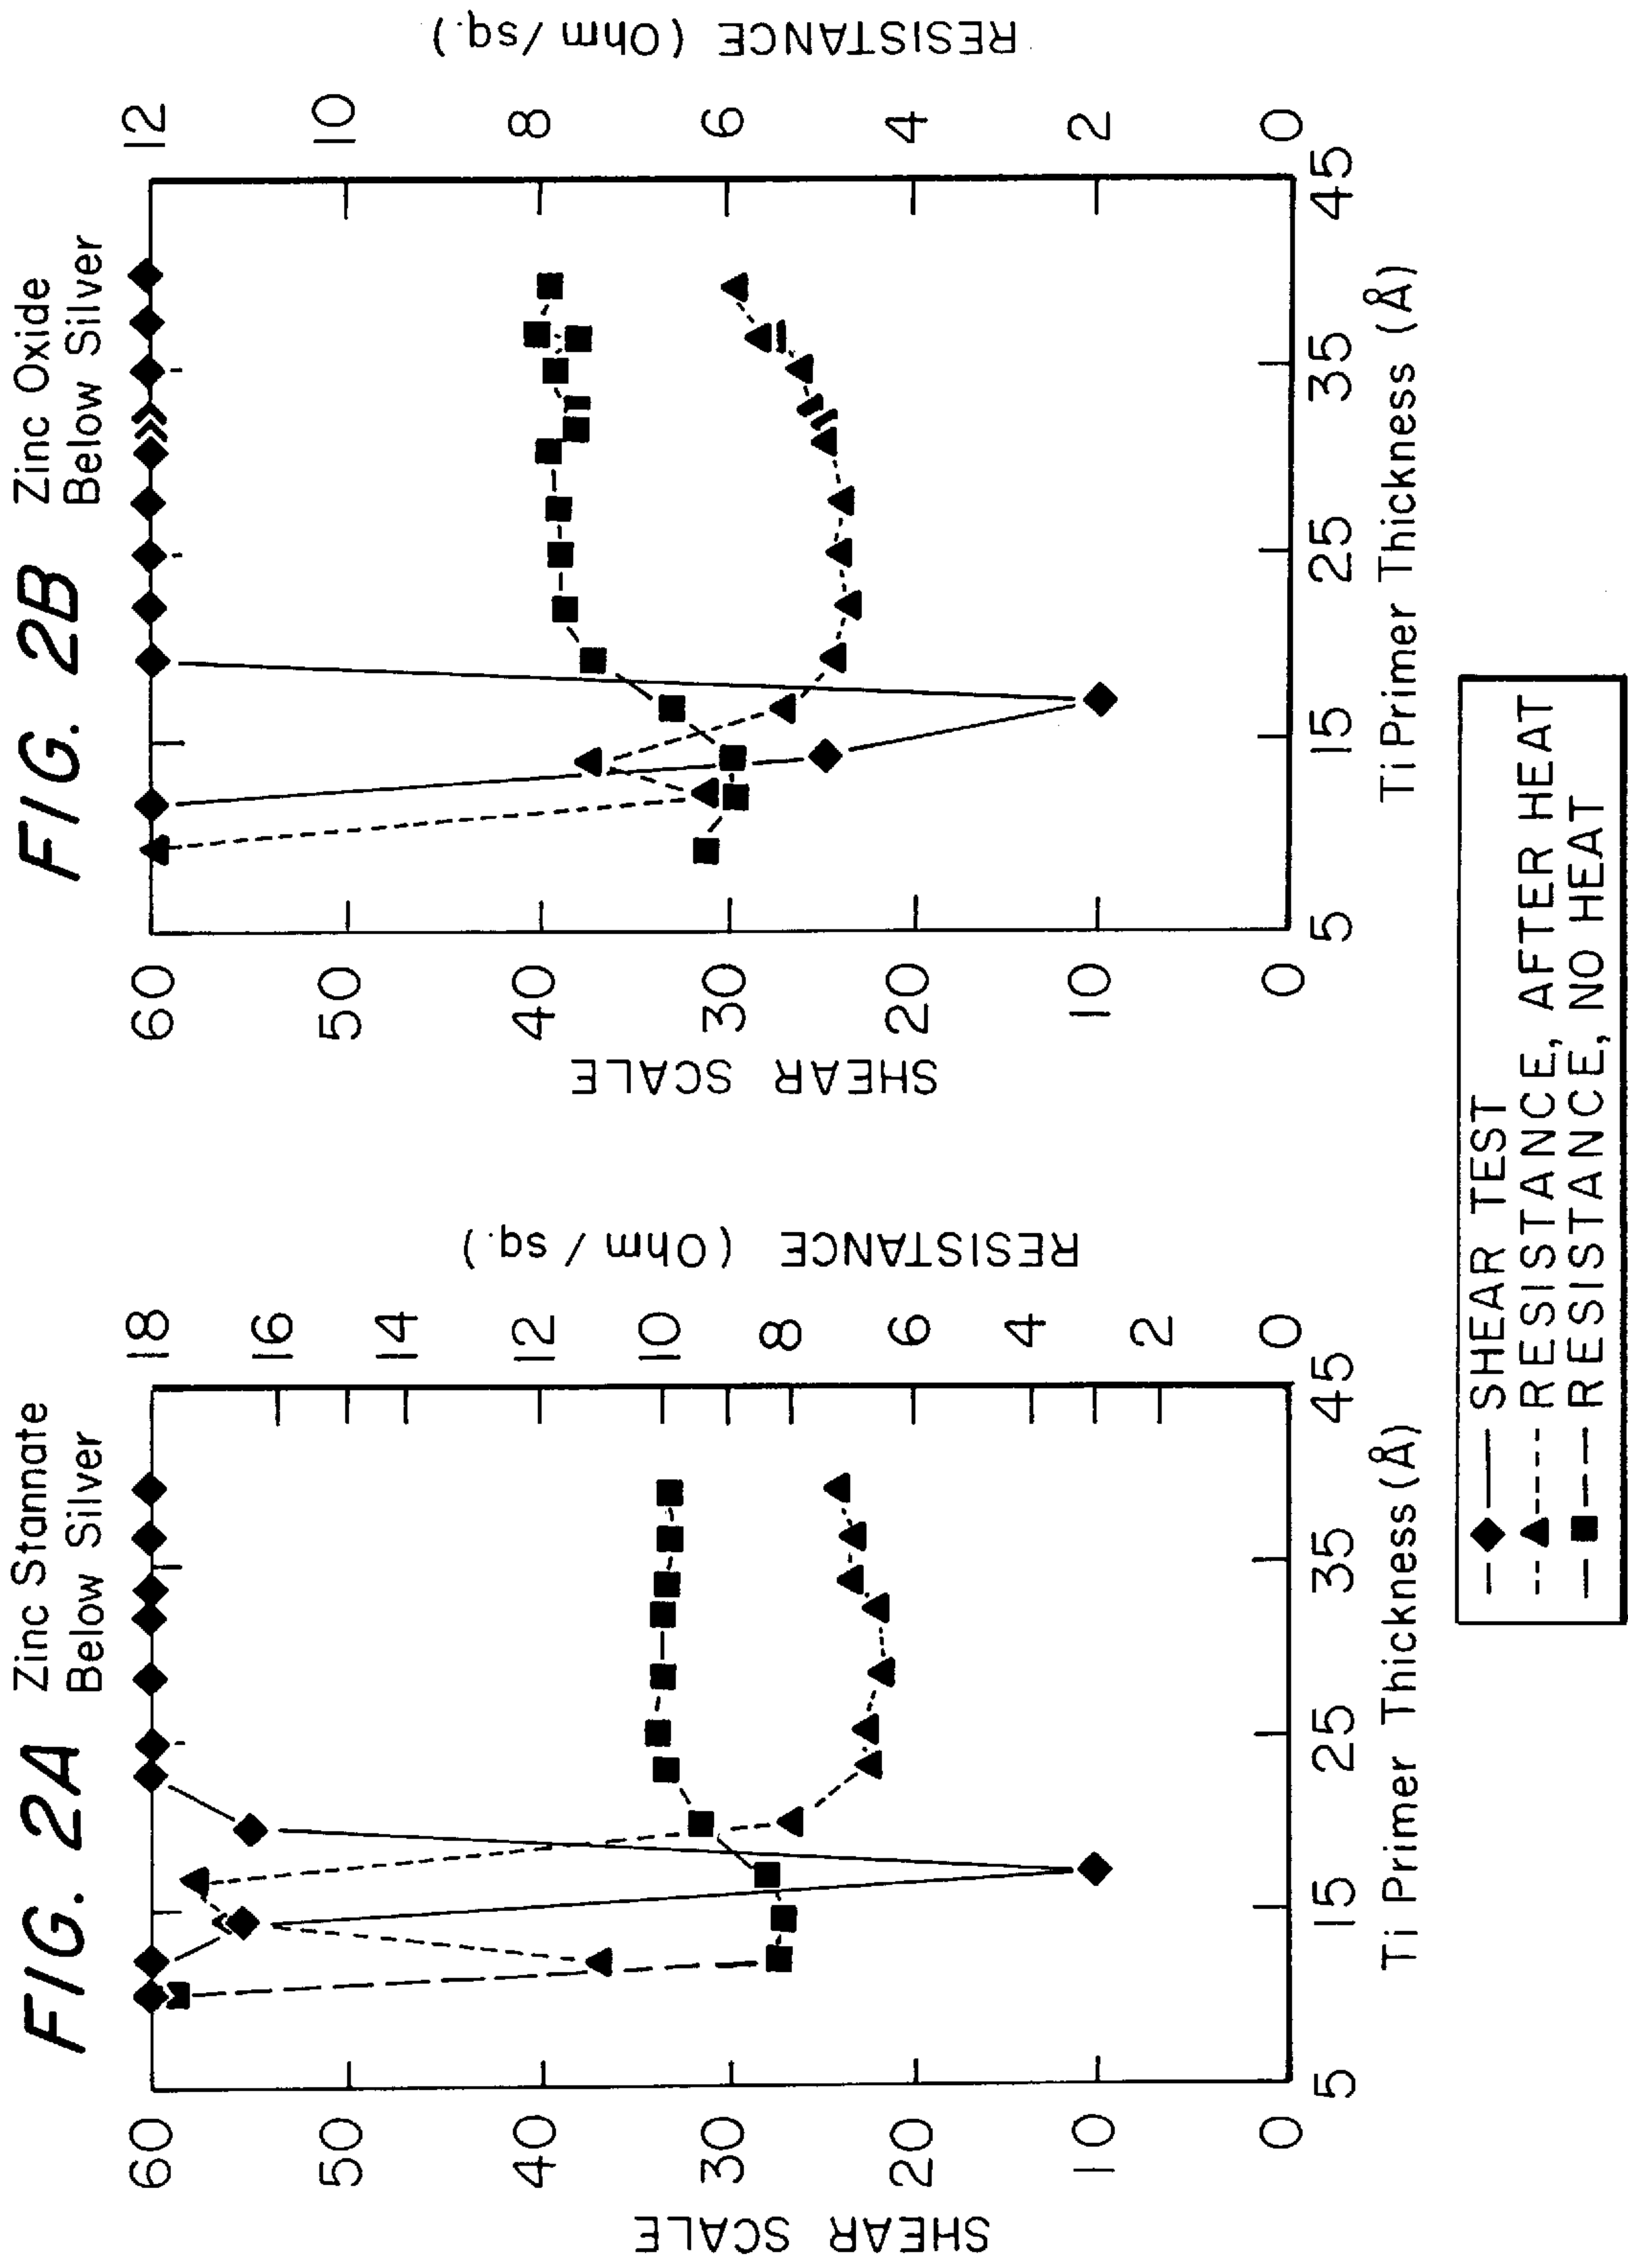 FIG. 2A
Zinc Stannate
Below Silver
SHEAR SCALE
60
50
40
30
20
10
0
RESISTANCE (Ohm/sq.)
18
16
14
12
10
8
6
4
2
0
5
15
25
35
45
Ti Primer Thickness (Å)
FIG. 2B
Zinc Oxide
Below Silver
SHEAR SCALE
60
50
40
30
20
10
0
RESISTANCE (Ohm/sq.)
12
10
8
6
4
2
0
5
15
25
35
45
Ti Primer Thickness (Å)
SHEAR TEST
RESISTANCE, AFTER HEAT
RESISTANCE, NO HEAT